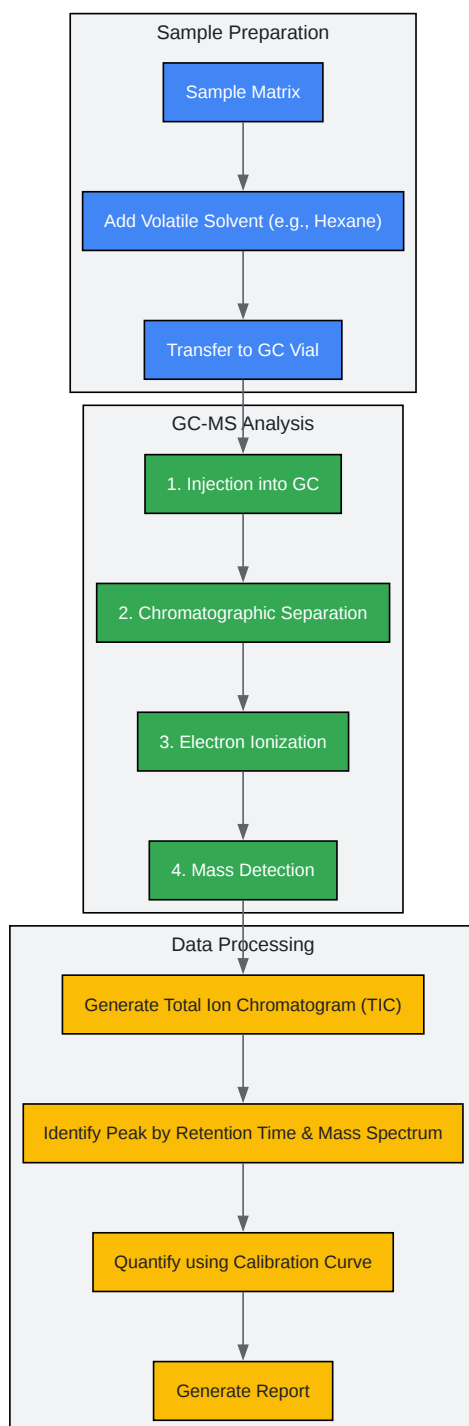 Sample Preparation
Sample Matrix
Add Volatile Solvent (e.g., Hexane)
Transfer to GC Vial
GC-MS Analysis
1. Injection into GC
2. Chromatographic Separation
3. Electron Ionization
4. Mass Detection
Data Processing
Generate Total Ion Chromatogram (TIC)
Identify Peak by Retention Time & Mass Spectrum
Quantify using Calibration Curve
Generate Report